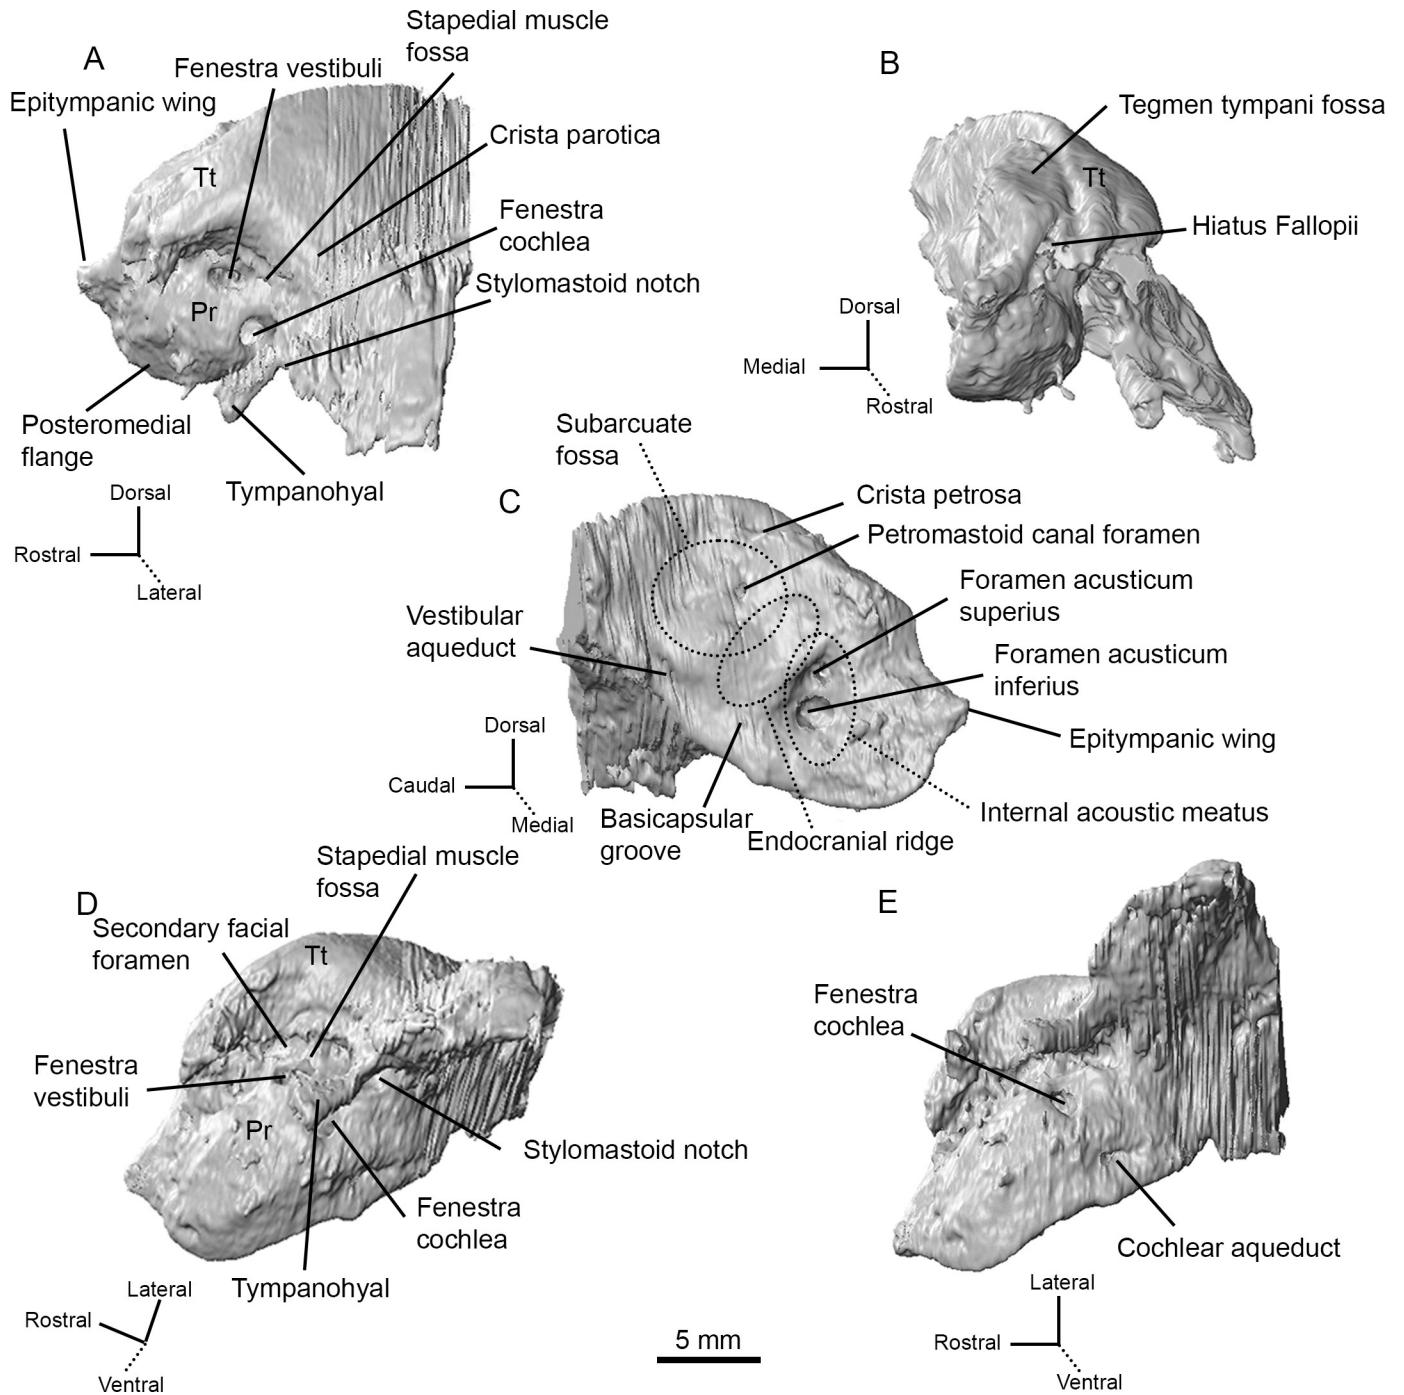 A
Stapedial muscle
fossa
Fenestra vestibuli
Epitympanic wing
Crista parotica
Tt
Fenestra
cochlea
Stylomastoid notch
Pr
Posteromedial
flange
Tympanohyal
Dorsal
Rostral
Lateral
B
Tegmen tympani fossa
Tt
Hiatus Fallopii
Dorsal
Medial
Rostral
C
Subarcuate
fossa
Crista petrosa
Petromastoid canal foramen
Foramen acusticum
superius
Vestibular
aqueduct
Foramen acusticum
inferius
Epitympanic wing
Dorsal
Caudal
Medial
Basicapsular
groove
Endocranial ridge
Internal acoustic meatus
D
Stapedial muscle
fossa
Secondary facial
foramen
Tt
Fenestra
vestibuli
Pr
Stylomastoid notch
Fenestra
cochlea
Tympanohyal
Lateral
Rostral
Ventral
E
Fenestra
cochlea
Cochlear aqueduct
Lateral
Rostral
Ventral
5 mm